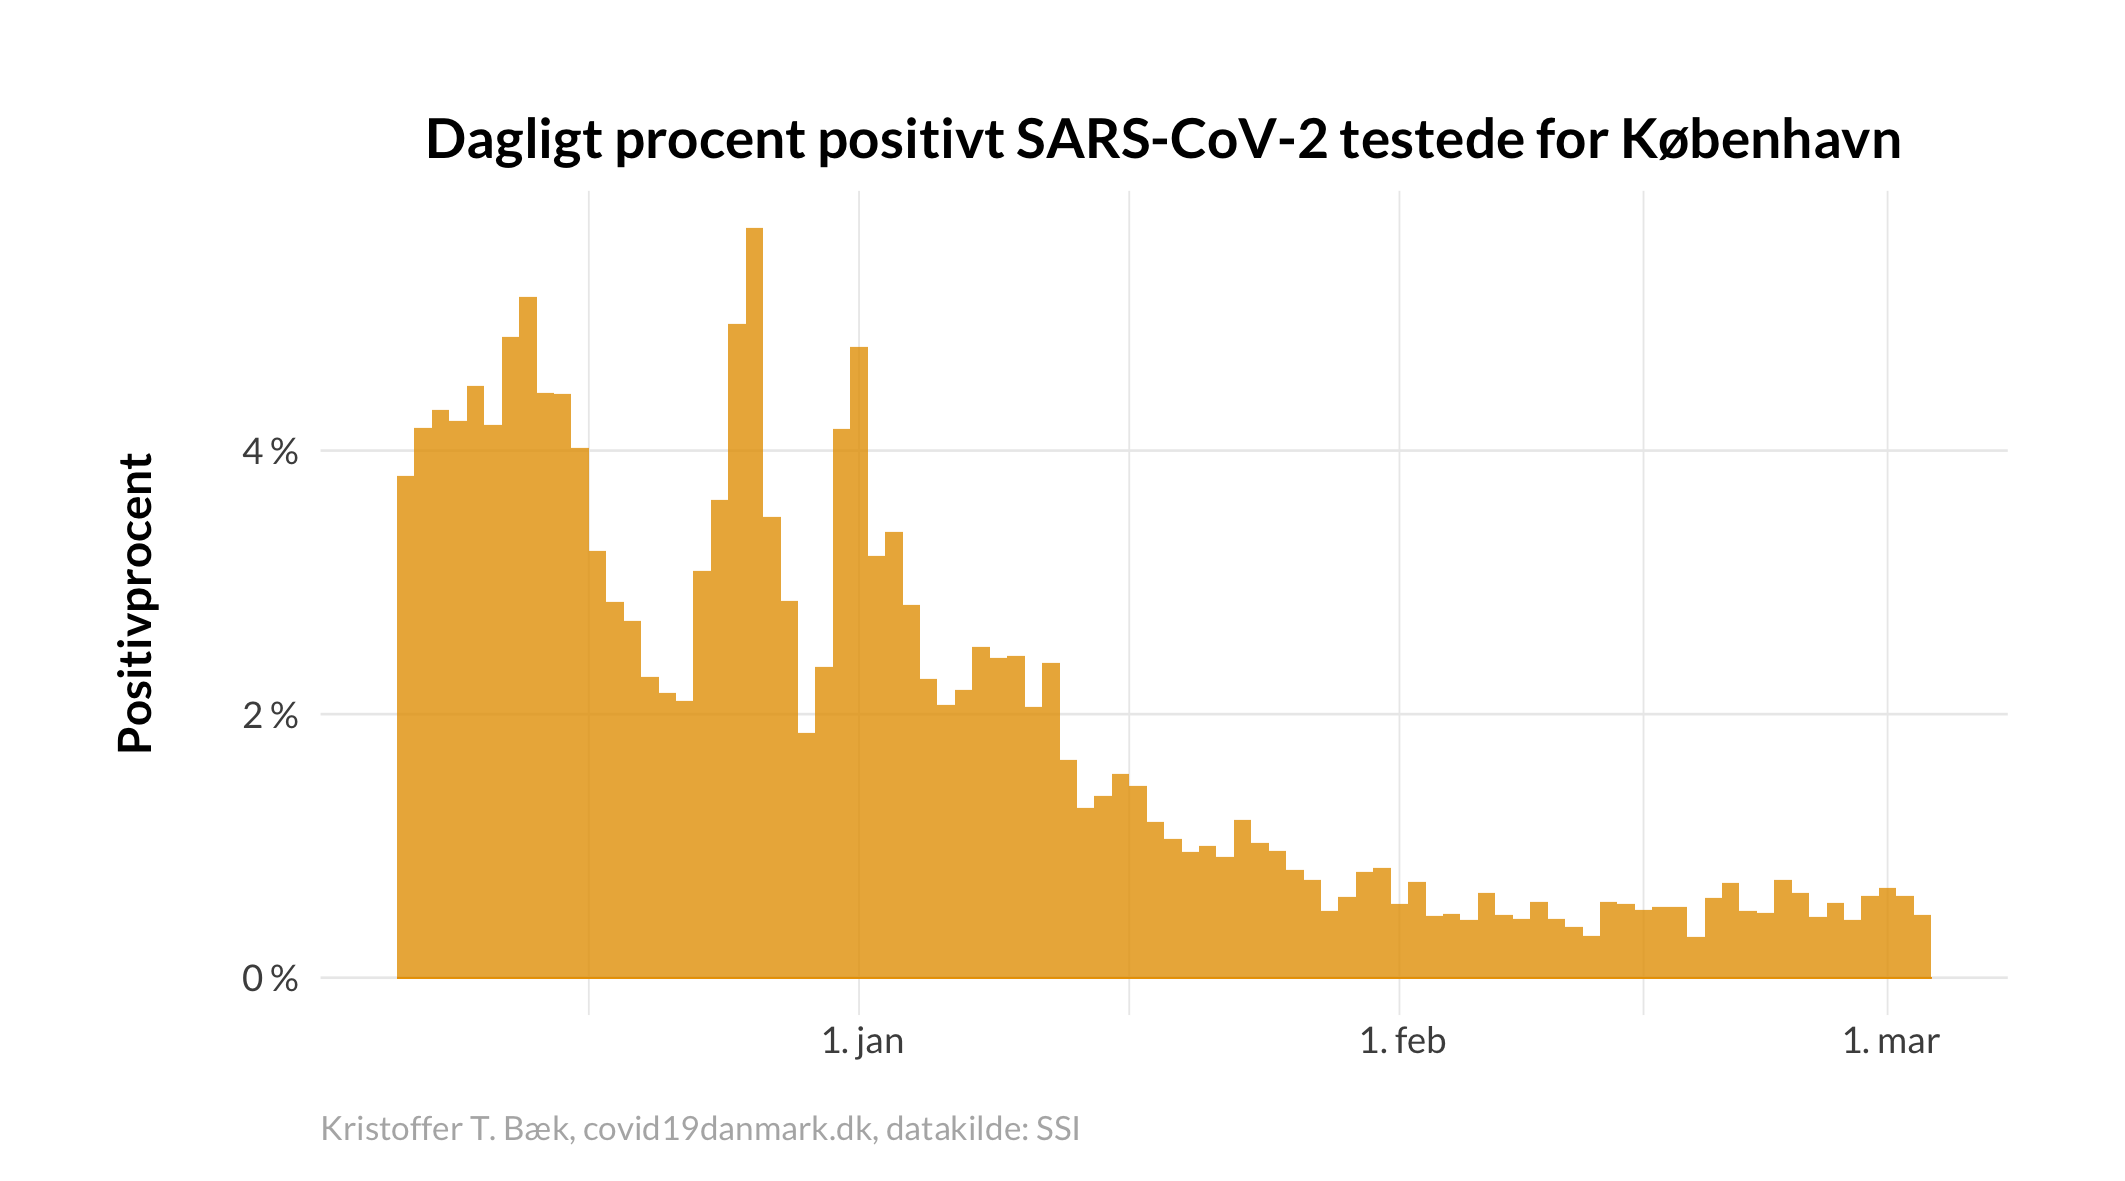 Dagligt procent positivt SARS-CoV-2 testede for København
Positivprocent
4 %
2 %
0 %
1. jan
1. feb
1. mar
Kristoffer T. Bæk, covid19danmark.dk, datakilde: SSI